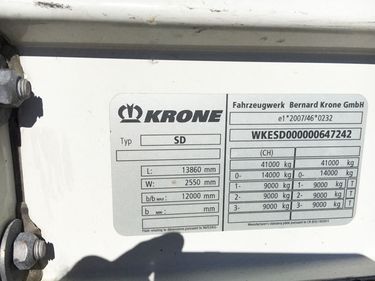 KRONE
Typ SD
L: 13860 mm
W: 2550 mm
b/b MAX : 12000 mm
b MIN : mm
Fahrzeugwerk Bernard Krone GmbH
e1*2007/46*0232
WKESD000000647242
(CH)
41000 kg 41000 kg
0- 14000 kg 0- 14000 kg
1- 9000 kg 1- 9000 kg T
2- 9000 kg 2- 9000 kg T
3- 9000 kg 3- 9000 kg